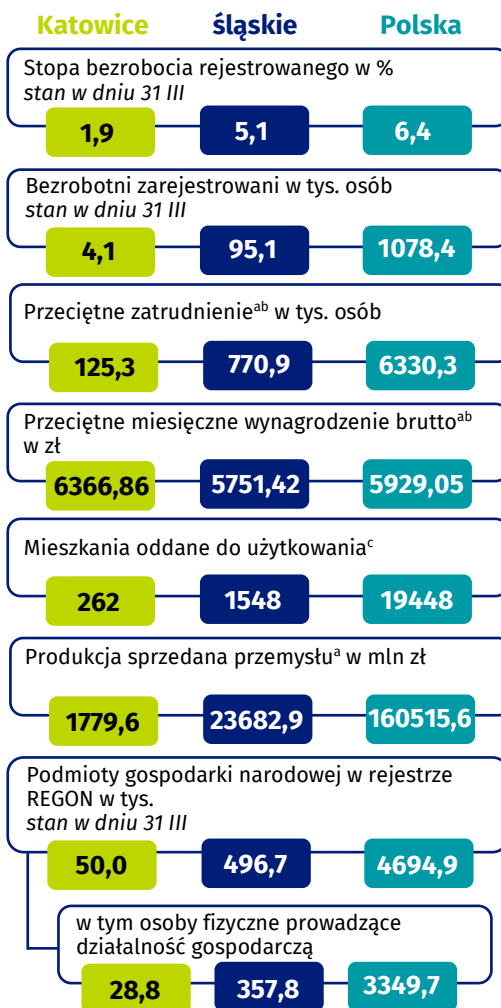 Katowice śląskie Polska
Stopa bezrobocia rejestrowanego w %
stan w dniu 31 III
1,9 5,1 6,4
Bezrobotni zarejestrowani w tys. osób
stan w dniu 31 III
4,1 95,1 1078,4
Przeciętne zatrudnienieᵃᵇ w tys. osób
125,3 770,9 6330,3
Przeciętne miesięczne wynagrodzenie bruttoᵃᵇ
w zł
6366,86 5751,42 5929,05
Mieszkania oddane do użytkowaniaᶜ
262 1548 19448
Produkcja sprzedana przemysłuᵃ w mln zł
1779,6 23682,9 160515,6
Podmioty gospodarki narodowej w rejestrze
REGON w tys.
stan w dniu 31 III
50,0 496,7 4694,9
w tym osoby fizyczne prowadzące
działalność gospodarczą
28,8 357,8 3349,7